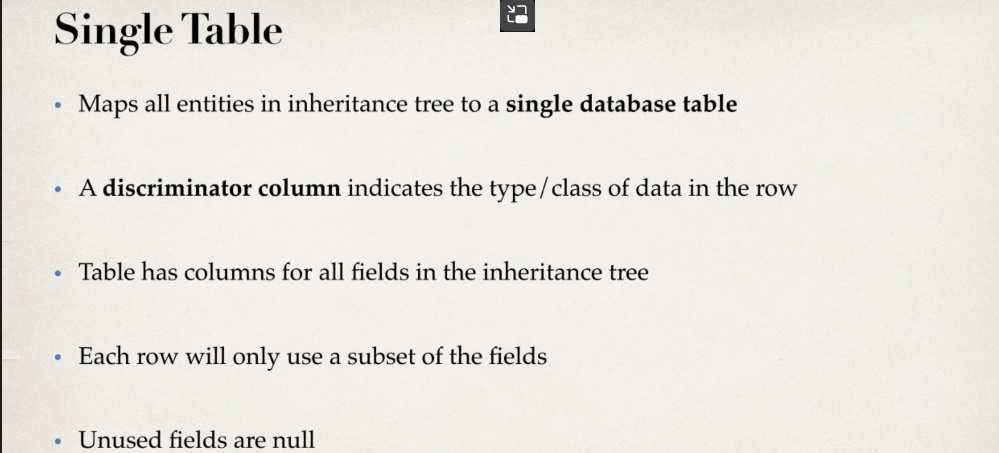 Single Table
• Maps all entities in inheritance tree to a single database table
• A discriminator column indicates the type/class of data in the row
• Table has columns for all fields in the inheritance tree
• Each row will only use a subset of the fields
• Unused fields are null